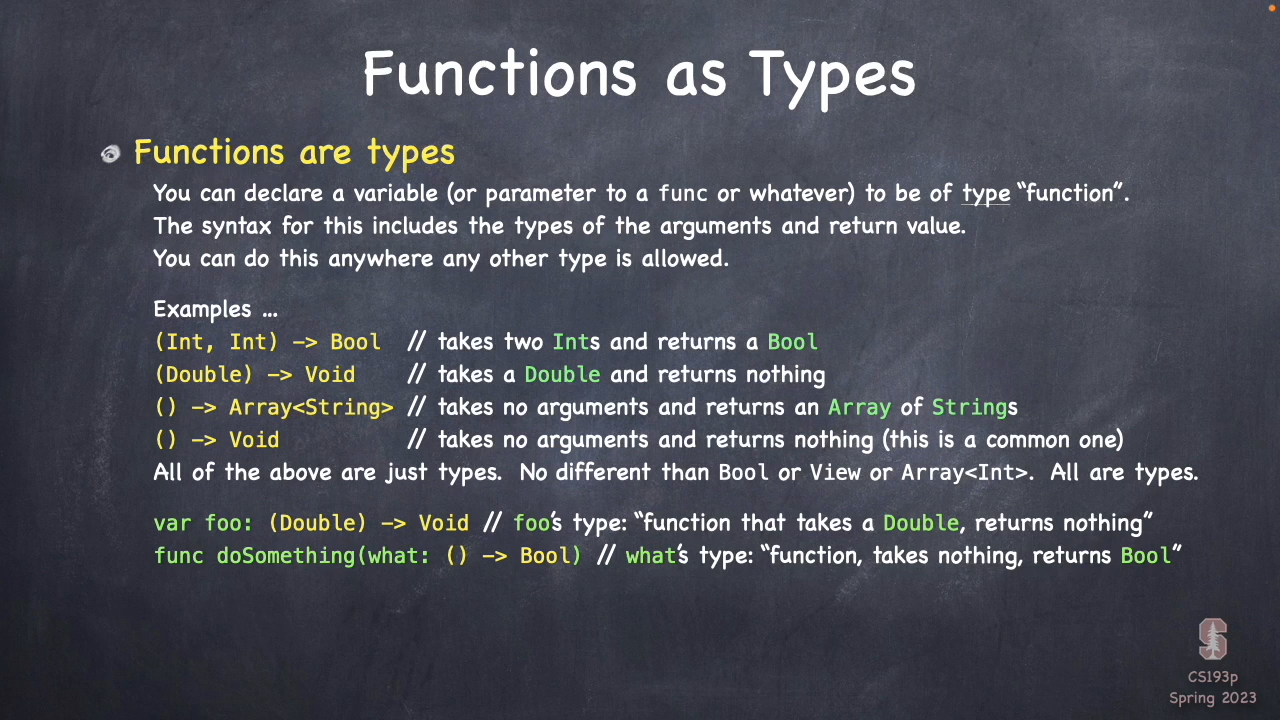 Functions as Types
Functions are types
You can declare a variable (or parameter to a func or whatever) to be of type “function”.
The syntax for this includes the types of the arguments and return value.
You can do this anywhere any other type is allowed.
Examples ...
(Int, Int) -> Bool // takes two Ints and returns a Bool
(Double) -> Void // takes a Double and returns nothing
() -> Array<String> // takes no arguments and returns an Array of Strings
() -> Void // takes no arguments and returns nothing (this is a common one)
All of the above are just types. No different than Bool or View or Array<Int>. All are types.
var foo: (Double) -> Void // foo’s type: “function that takes a Double, returns nothing”
func doSomething(what: () -> Bool) // what’s type: “function, takes nothing, returns Bool”
S
CS193p
Spring 2023